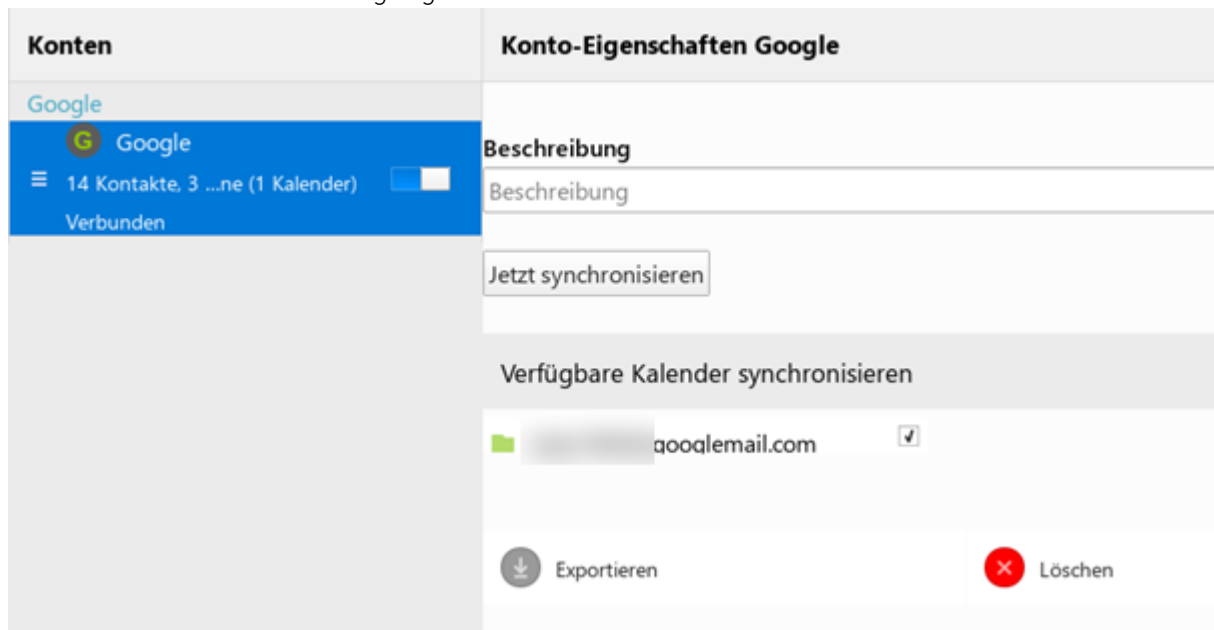 Konten
Konto-Eigenschaften Google
Google
G Google
14 Kontakte, 3 ...ne (1 Kalender)
Verbunden
Beschreibung
Beschreibung
Jetzt synchronisieren
Verfügbare Kalender synchronisieren
googlemail.com
Exportieren
Löschen